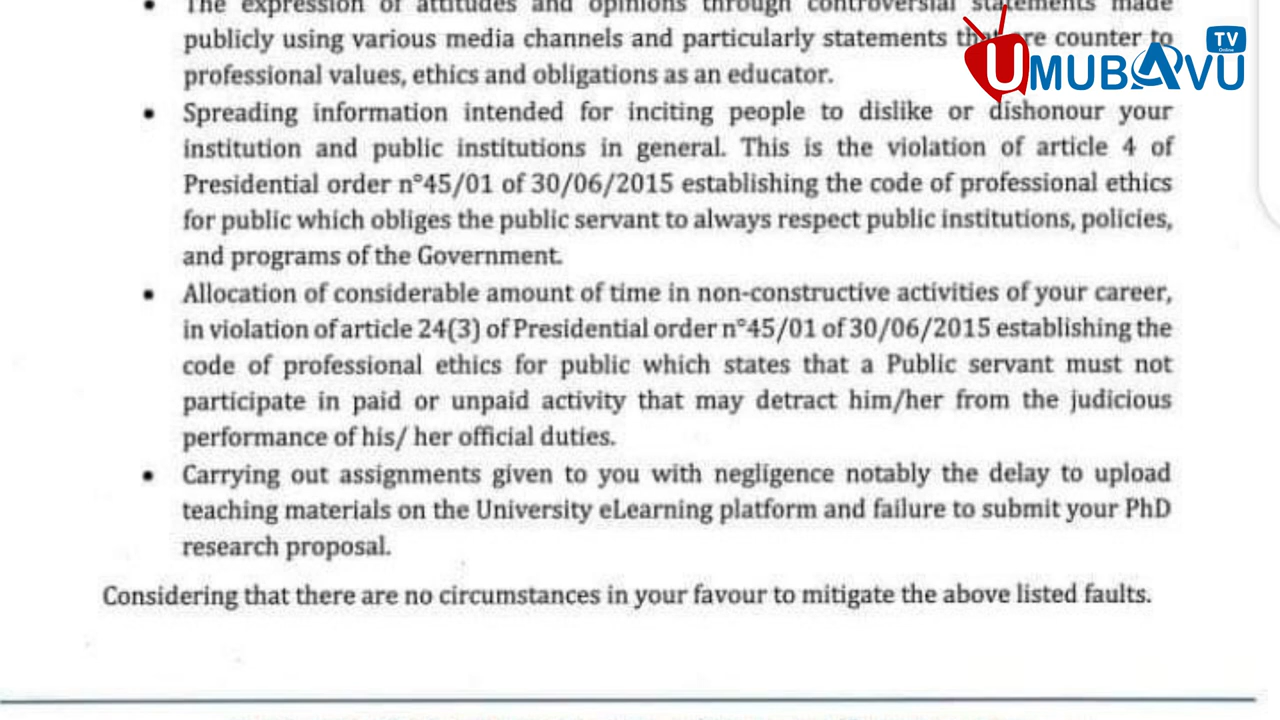 • The expression of attitudes and opinions through controversial statements made
publicly using various media channels and particularly statements that are counter to
professional values, ethics and obligations as an educator.
• Spreading information intended for inciting people to dislike or dishonour your
institution and public institutions in general. This is the violation of article 4 of
Presidential order n°45/01 of 30/06/2015 establishing the code of professional ethics
for public which obliges the public servant to always respect public institutions, policies,
and programs of the Government.
• Allocation of considerable amount of time in non-constructive activities of your career,
in violation of article 24(3) of Presidential order n°45/01 of 30/06/2015 establishing the
code of professional ethics for public which states that a Public servant must not
participate in paid or unpaid activity that may detract him/her from the judicious
performance of his/ her official duties.
• Carrying out assignments given to you with negligence notably the delay to upload
teaching materials on the University eLearning platform and failure to submit your PhD
research proposal.
Considering that there are no circumstances in your favour to mitigate the above listed faults.
UMUBAVU
TV
Online